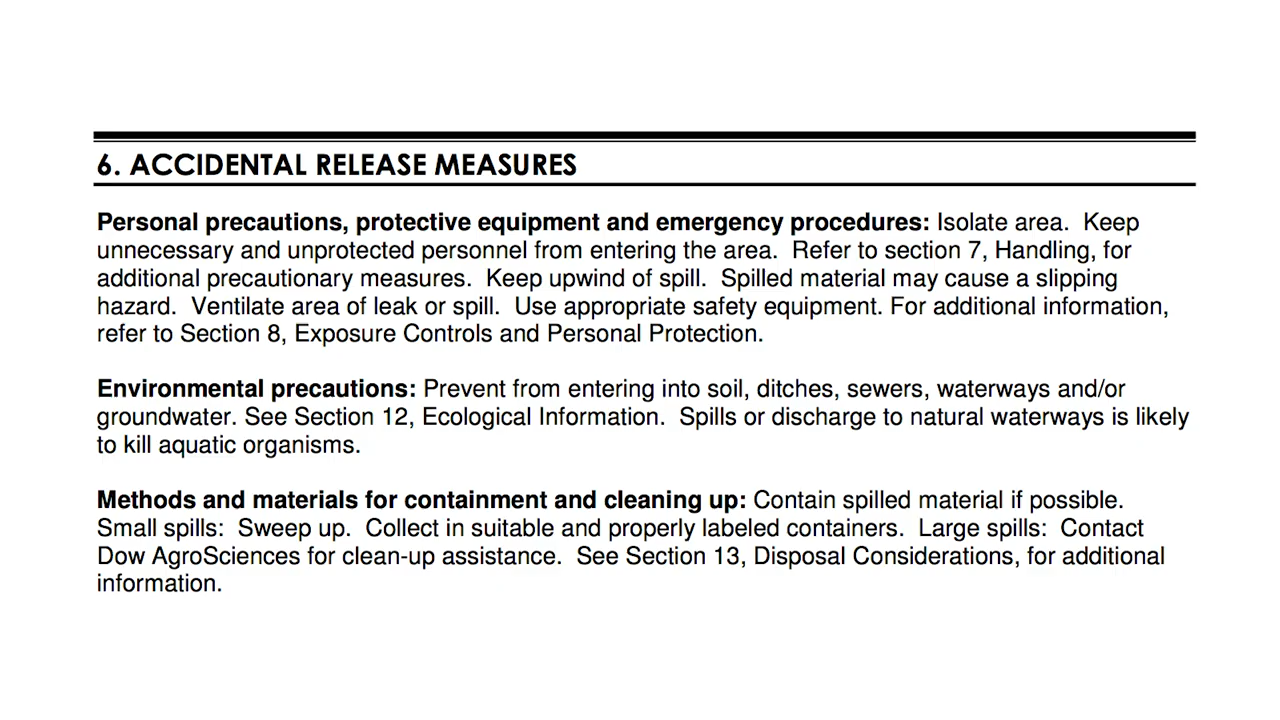 6. ACCIDENTAL RELEASE MEASURES
Personal precautions, protective equipment and emergency procedures: Isolate area.  Keep
unnecessary and unprotected personnel from entering the area.  Refer to section 7, Handling, for
additional precautionary measures.  Keep upwind of spill.  Spilled material may cause a slipping
hazard.  Ventilate area of leak or spill.  Use appropriate safety equipment. For additional information,
refer to Section 8, Exposure Controls and Personal Protection.
Environmental precautions: Prevent from entering into soil, ditches, sewers, waterways and/or
groundwater. See Section 12, Ecological Information.  Spills or discharge to natural waterways is likely
to kill aquatic organisms.
Methods and materials for containment and cleaning up: Contain spilled material if possible.
Small spills:  Sweep up.  Collect in suitable and properly labeled containers.  Large spills:  Contact
Dow AgroSciences for clean-up assistance.  See Section 13, Disposal Considerations, for additional
information.